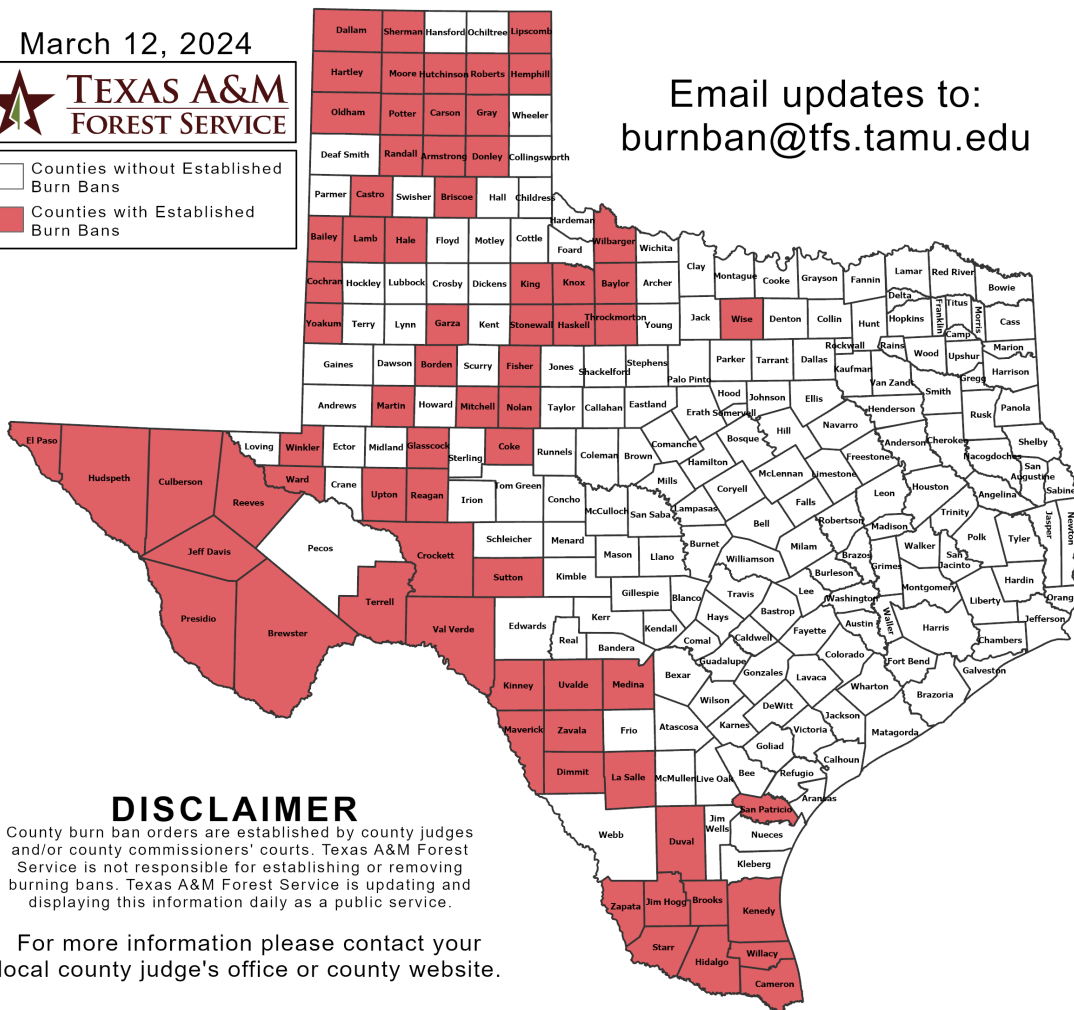 March 12, 2024
TEXAS A&M
FOREST SERVICE
Counties without Established
Burn Bans
Counties with Established
Burn Bans
Email updates to:
burnban@tfs.tamu.edu
Dallam Sherman Hansford Ochiltree Lipscomb
Hartley Moore Hutchinson Roberts Hemphill
Oldham Potter Carson Gray Wheeler
Deaf Smith Randall Armstrong Donley Collingsworth
Parmer Castro Swisher Briscoe Hall Childress
Hardeman
Bailey Lamb Hale Floyd Motley Cottle Foard Wilbarger Wichita
Clay Montague Cooke Grayson Fannin Lamar Red River Bowie
Cochran Hockley Lubbock Crosby Dickens King Knox Baylor Archer
Delta Franklin Titus Morris Cass
Yoakum Terry Lynn Garza Kent Stonewall Haskell Throckmorton Young Jack Wise Denton Collin Hunt Hopkins Camp
Rockwall Rains Wood Upshur Marion
Gaines Dawson Borden Scurry Fisher Jones Shackelford Stephens Palo Pinto Parker Tarrant Dallas Kaufman Van Zandt Smith Gregg Harrison
Andrews Martin Howard Mitchell Nolan Taylor Callahan Eastland Erath Hood Somervell Johnson Ellis Henderson Rusk Panola
El Paso Hudspeth Culberson Reeves Loving Winkler Ector Midland Glasscock Sterling Coke Runnels Coleman Brown Comanche Hamilton Bosque Hill Navarro Anderson Cherokee Nacogdoches Shelby
Ward Crane Upton Reagan Irion Tom Green Concho McCulloch San Saba Mills Lampasas Coryell McLennan Limestone Freestone Leon Houston Angelina San Augustine Sabine
Jeff Davis Pecos Crockett Schleicher Menard Mason Llano Burnet Bell Falls Robertson Madison Trinity Polk Tyler Jasper Newton
Presidio Brewster Terrell Sutton Kimble Gillespie Blanco Williamson Milam Brazos Grimes Walker San Jacinto Hardin
Val Verde Edwards Real Kerr Bandera Kendall Hays Travis Bastrop Lee Burleson Washington Montgomery Liberty Orange Jefferson
Comal Caldwell Fayette Austin Waller Harris Chambers
Kinney Uvalde Medina Bexar Guadalupe Gonzales Lavaca Colorado Fort Bend Galveston
Maverick Zavala Frio Atascosa Wilson Karnes DeWitt Victoria Jackson Wharton Matagorda Brazoria
Dimmit La Salle McMullen Live Oak Bee Goliad Refugio Calhoun Aransas
Webb Duval Jim Wells San Patricio Nueces Kleberg
Zapata Jim Hogg Brooks Kenedy
Starr Hidalgo Willacy
Cameron
DISCLAIMER
County burn ban orders are established by county judges
and/or county commissioners' courts. Texas A&M Forest
Service is not responsible for establishing or removing
burning bans. Texas A&M Forest Service is updating and
displaying this information daily as a public service.
For more information please contact your
local county judge's office or county website.